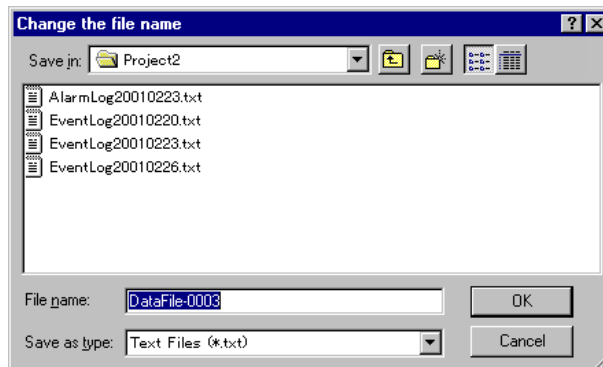 Change the file name
Save in: Project2
AlarmLog20010223.txt
EventLog20010220.txt
EventLog20010223.txt
EventLog20010226.txt
File name: DataFile-0003 OK
Save as type: Text Files (*.txt) Cancel